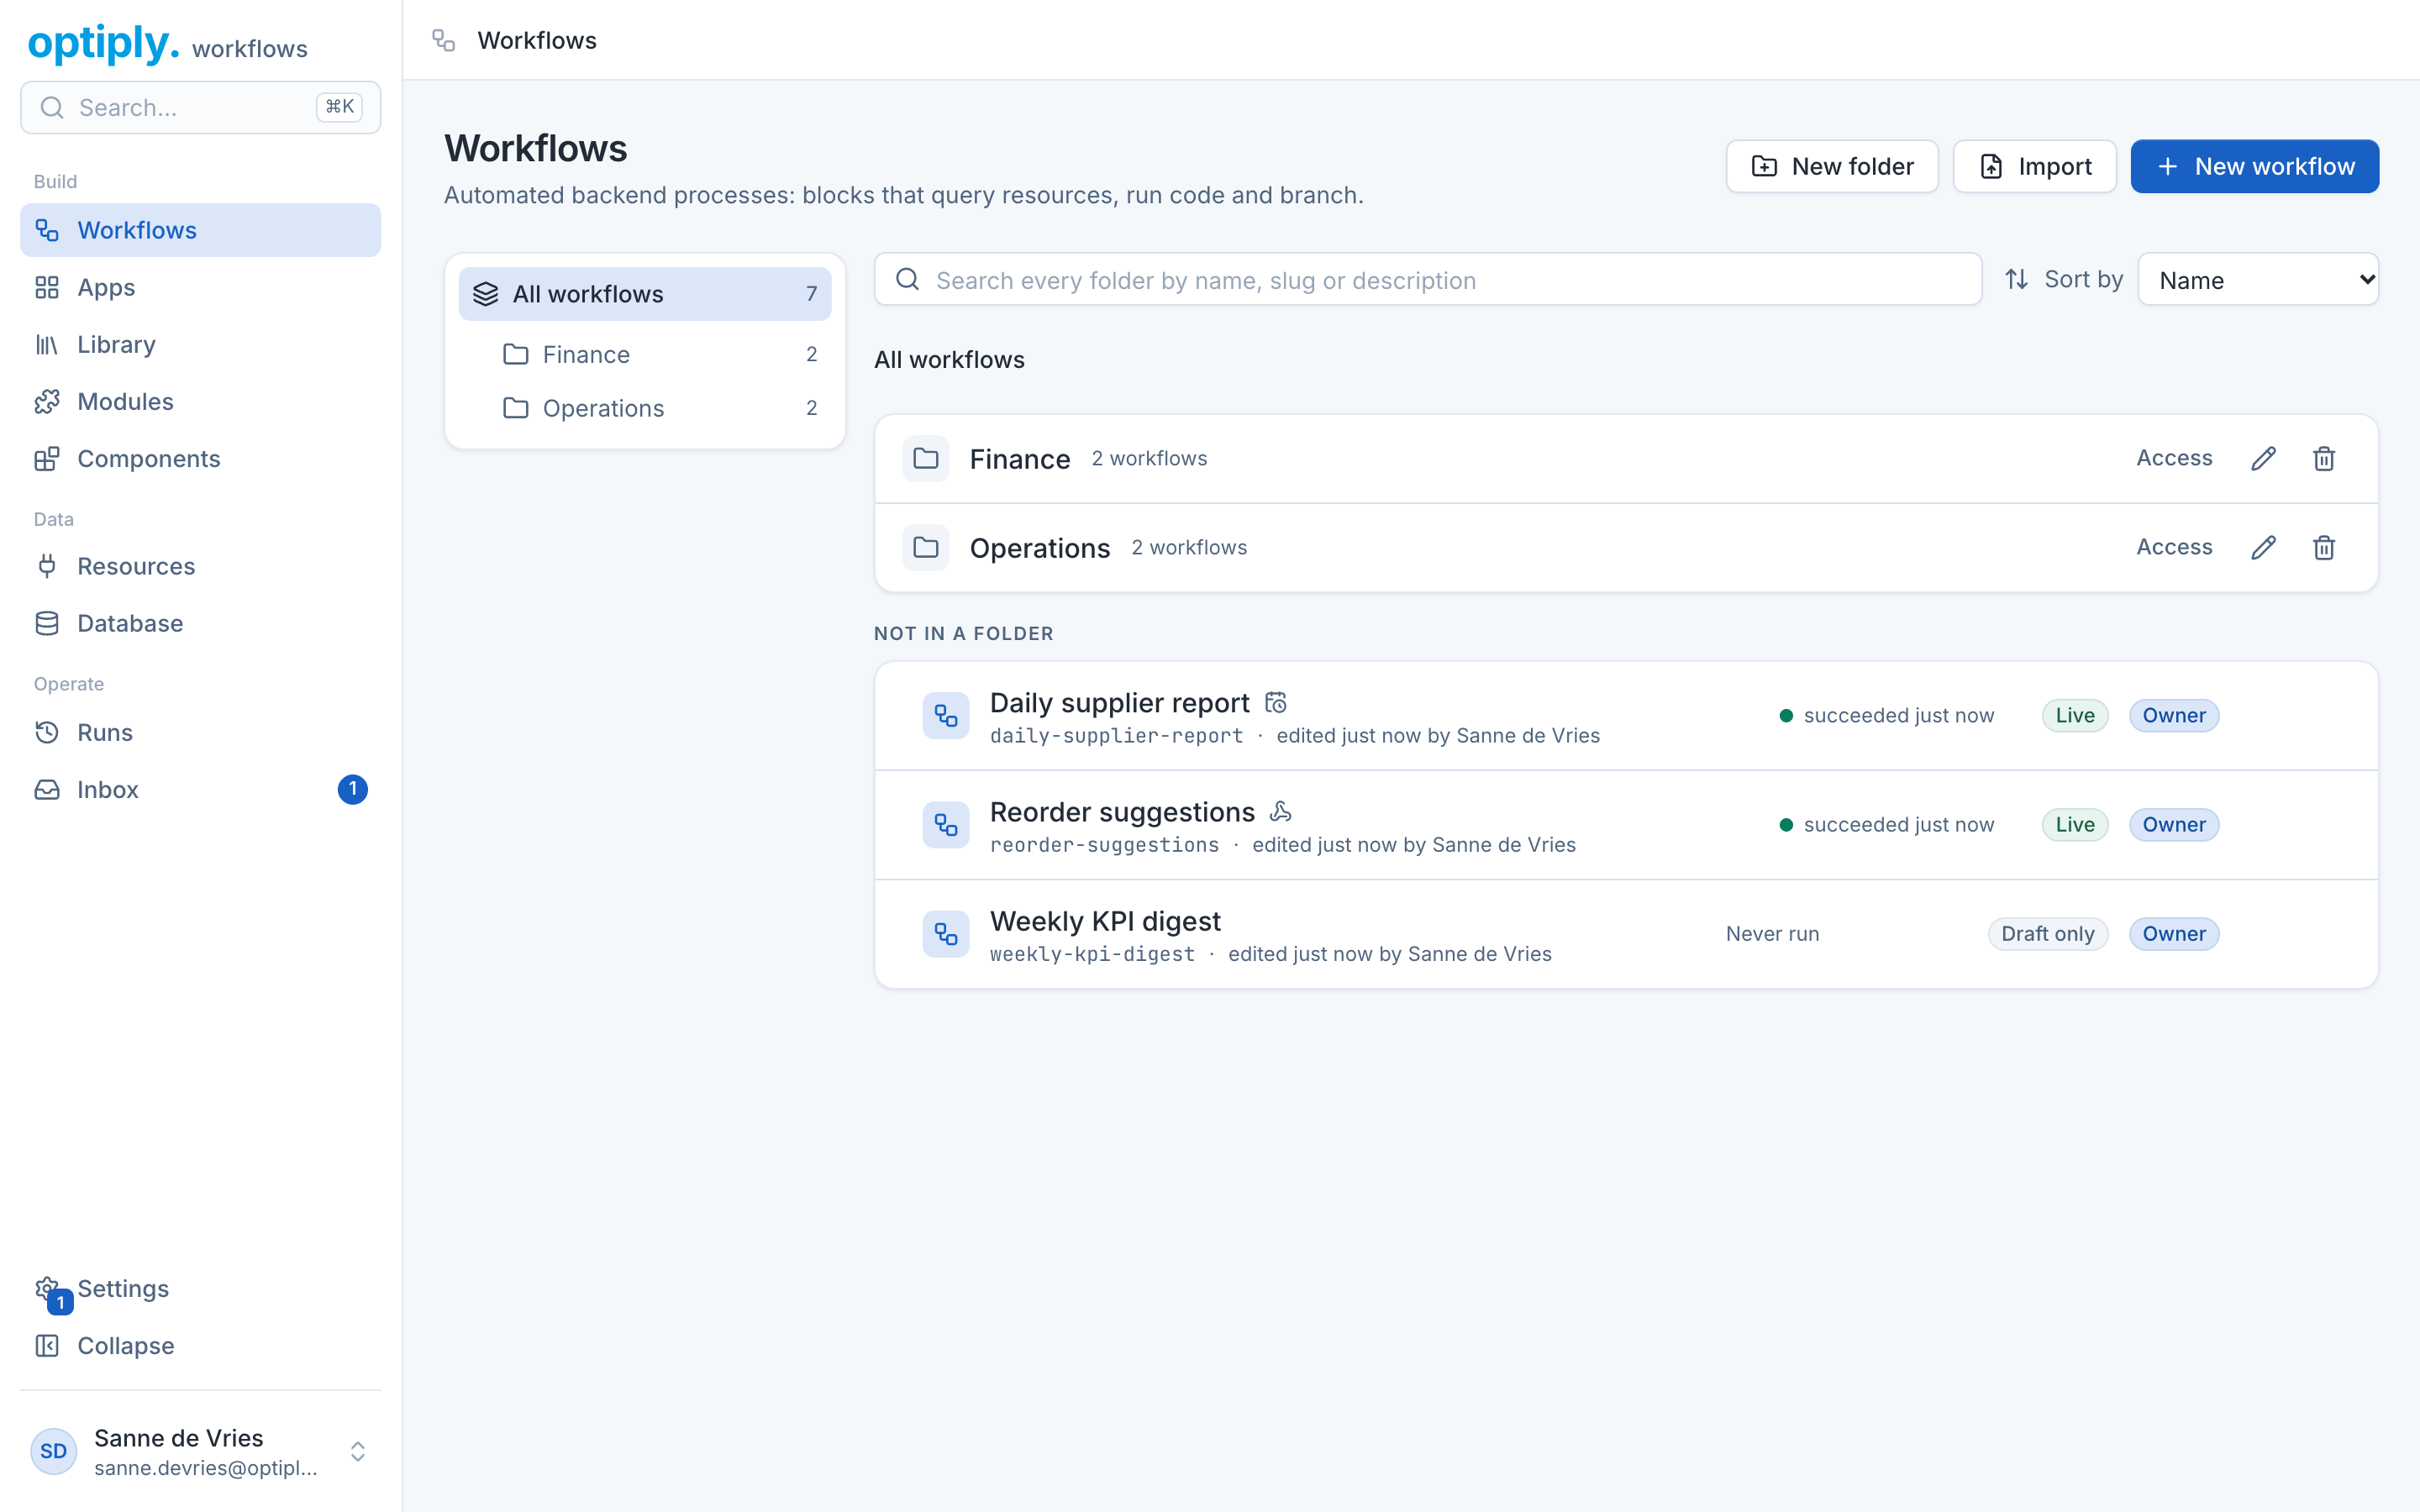 optiply. workflows
Search... ⌘K
Build
Workflows
Apps
Library
Modules
Components
Data
Resources
Database
Operate
Runs
Inbox 1
Settings
1
Collapse
SD
Sanne de Vries
sanne.devries@optipl...
Workflows
Workflows
Automated backend processes: blocks that query resources, run code and branch.
New folder
Import
New workflow
All workflows 7
Finance 2
Operations 2
Search every folder by name, slug or description
Sort by
Name
All workflows
Finance 2 workflows Access
Operations 2 workflows Access
NOT IN A FOLDER
Daily supplier report
daily-supplier-report · edited just now by Sanne de Vries
succeeded just now Live Owner
Reorder suggestions
reorder-suggestions · edited just now by Sanne de Vries
succeeded just now Live Owner
Weekly KPI digest
weekly-kpi-digest · edited just now by Sanne de Vries
Never run Draft only Owner